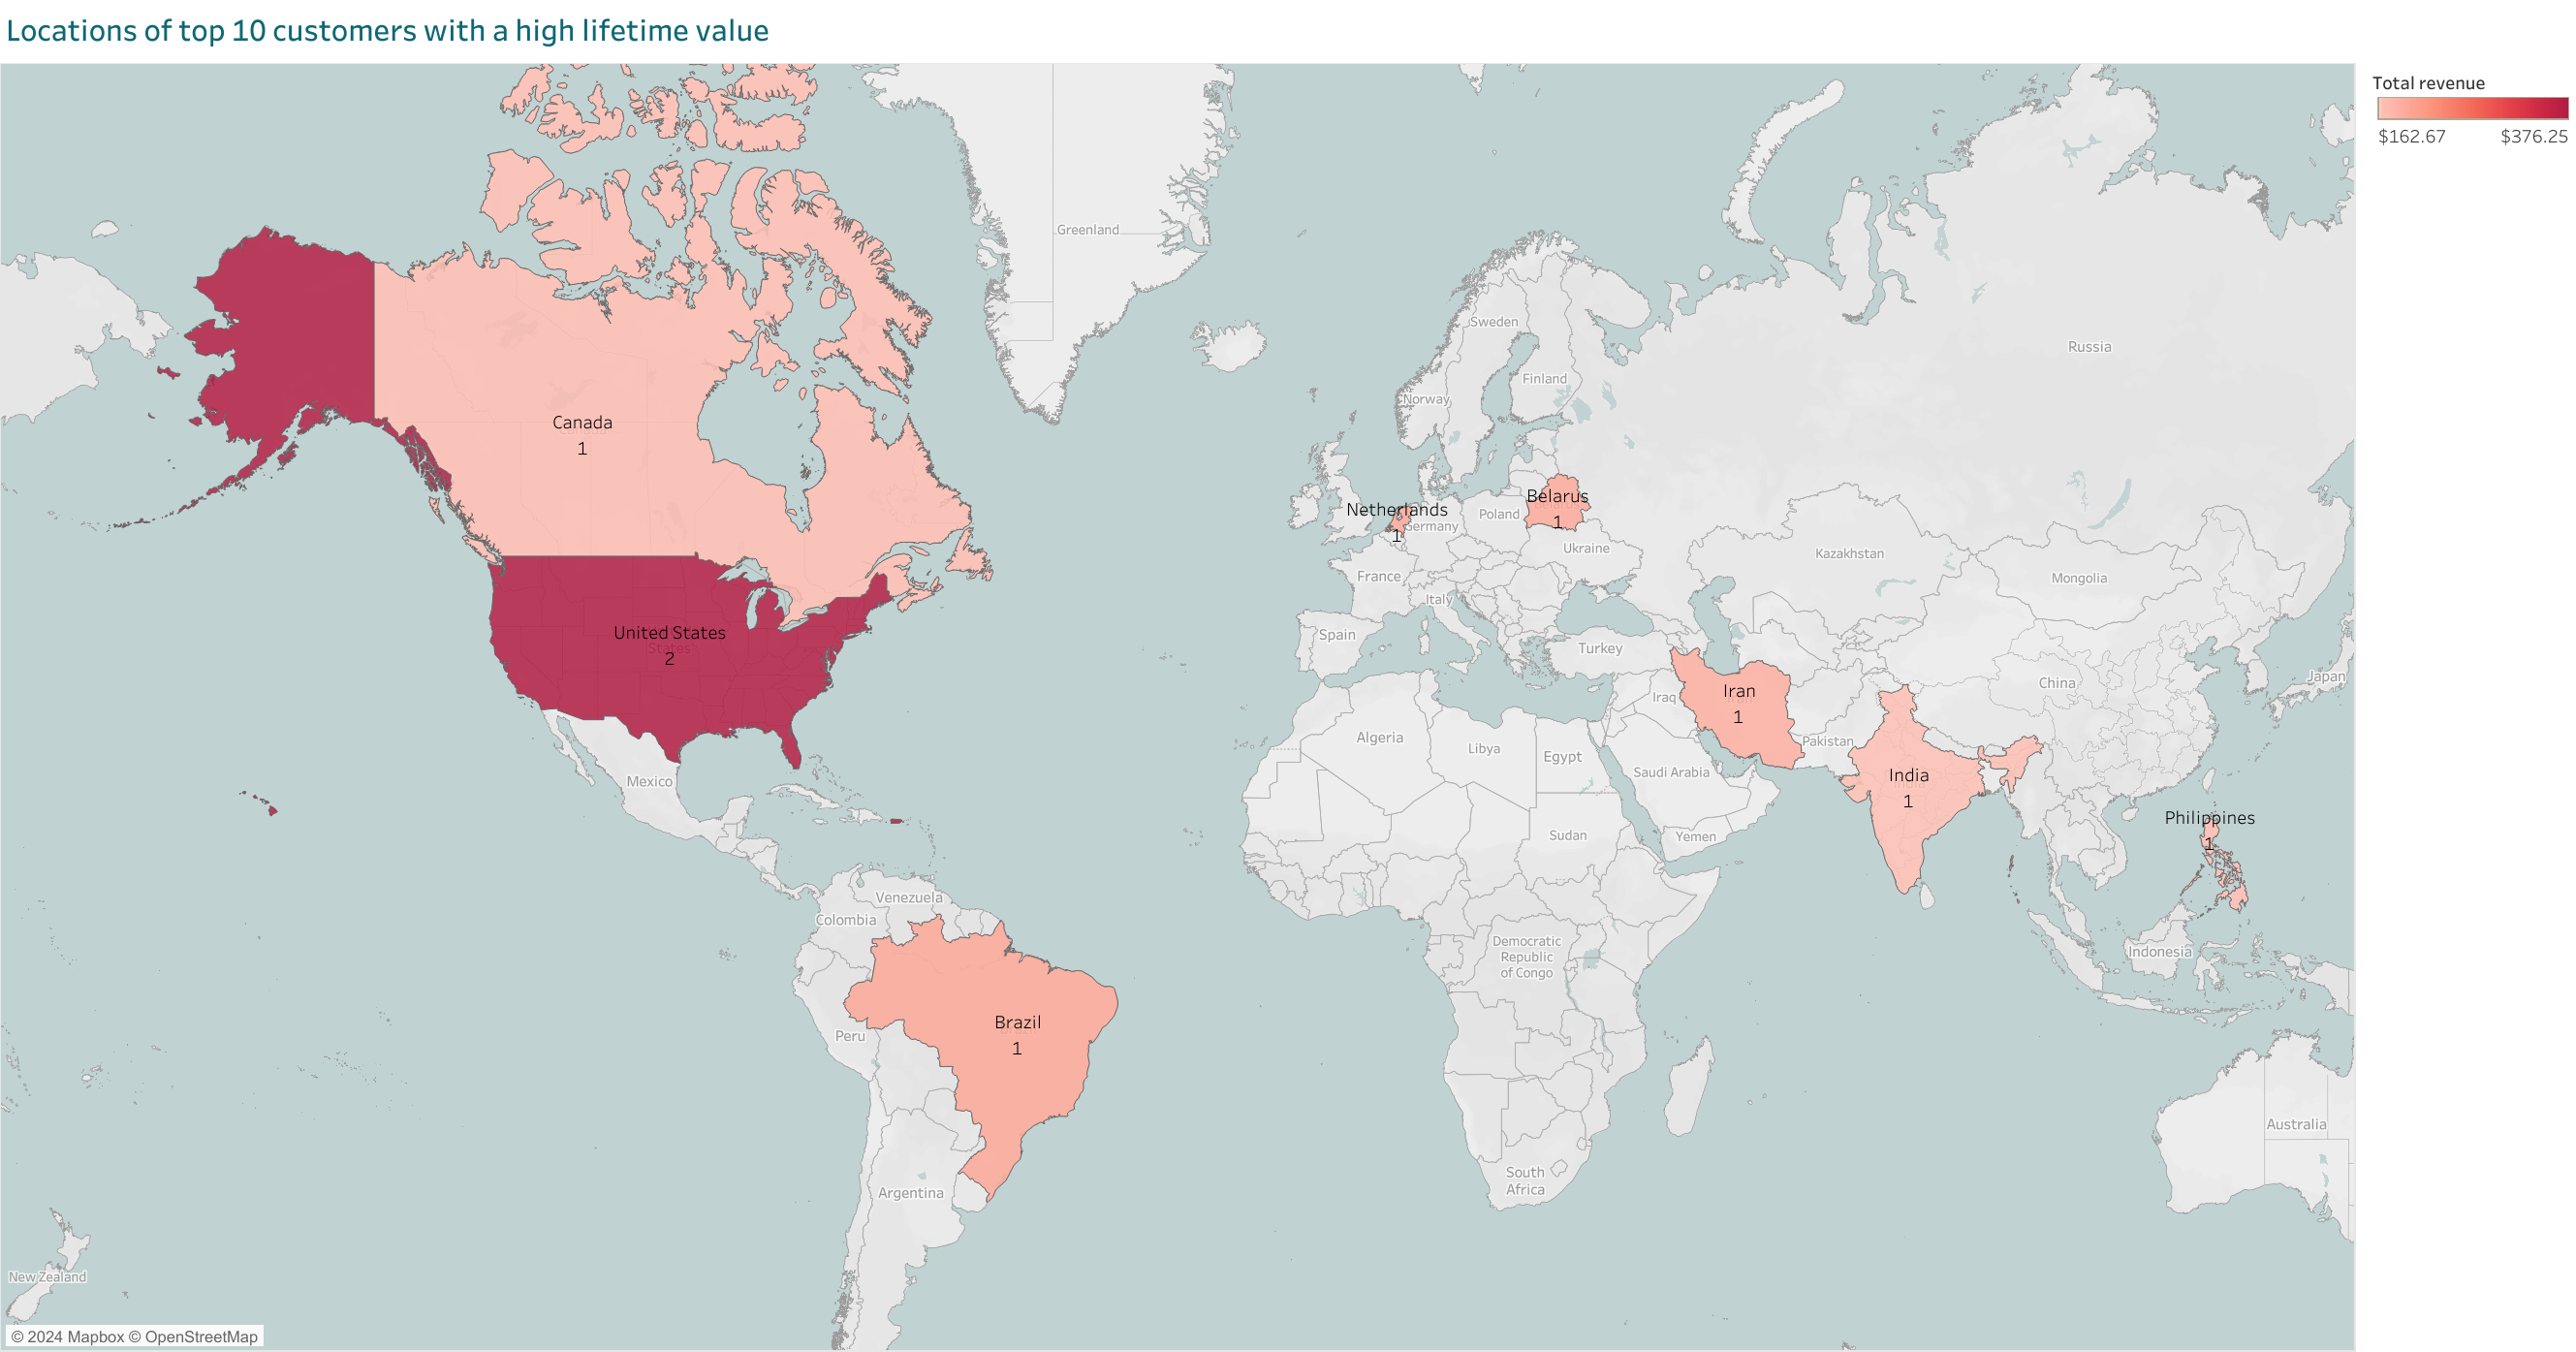 Locations of top 10 customers with a high lifetime value
Total revenue
$162.67 $376.25
Greenland
Sweden
Russia
Finland
Norway
Canada
1
Belarus
1
Netherlands
1
Poland
Germany
Ukraine
Kazakhstan
France
Mongolia
Italy
United States
States
2
Spain
Turkey
China
Japan
Iran
1
Iraq
Algeria
Libya
Egypt
Pakistan
Saudi Arabia
India
India
1
Mexico
Philippines
1
Sudan
Yemen
Venezuela
Colombia
Democratic
Republic
of Congo
Indonesia
Brazil
1
Peru
Australia
South
Africa
Argentina
New Zealand
© 2024 Mapbox © OpenStreetMap